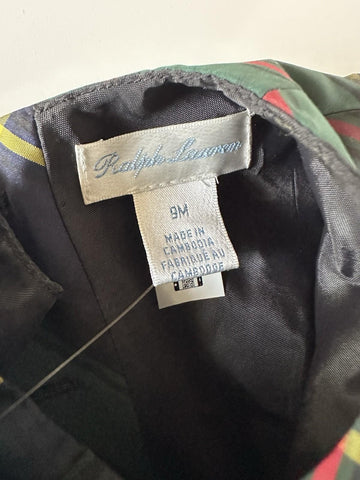 Ralph Lauren
9M
MADE IN
CAMBODIA
FABRIQUÉ AU
CAMBODGE